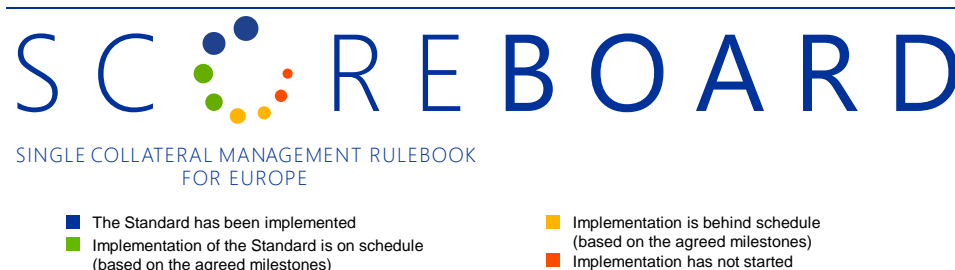 SCOREBOARD
SINGLE COLLATERAL MANAGEMENT RULEBOOK
FOR EUROPE
The Standard has been implemented
Implementation of the Standard is on schedule
(based on the agreed milestones)
Implementation is behind schedule
(based on the agreed milestones)
Implementation has not started